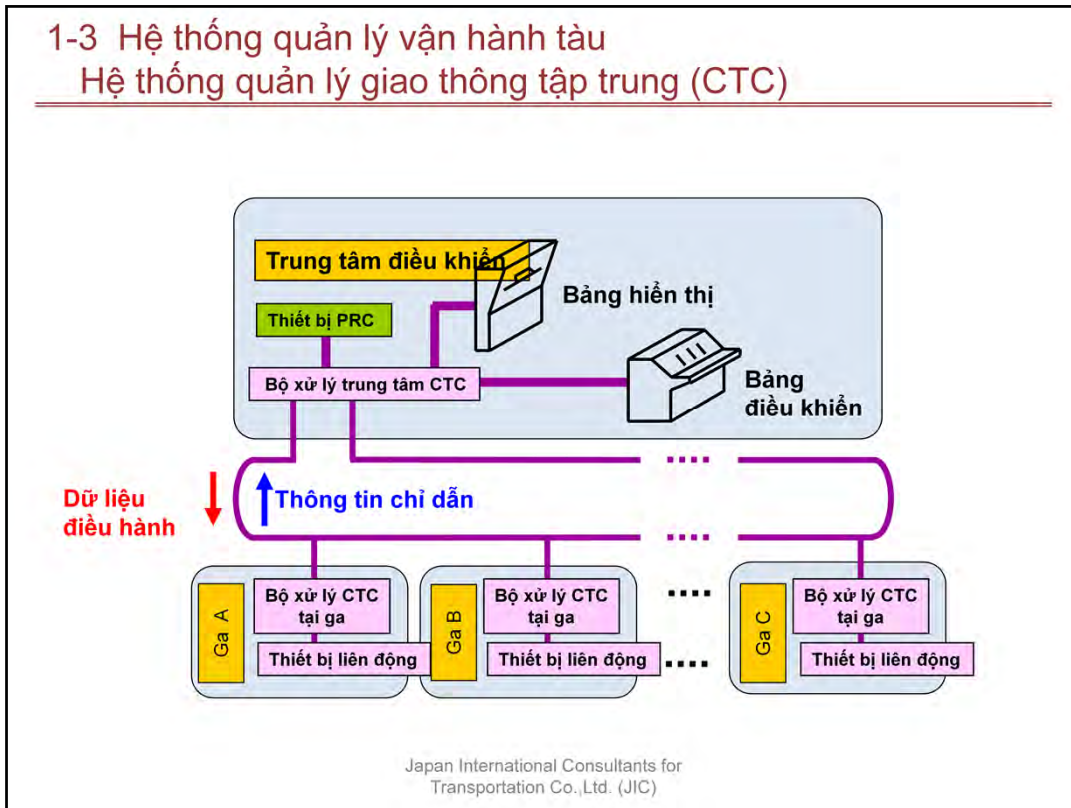 1-3 Hệ thống quản lý vận hành tàu
Hệ thống quản lý giao thông tập trung (CTC)
Trung tâm điều khiển
Bảng hiển thị
Thiết bị PRC
Bộ xử lý trung tâm CTC
Bảng
điều khiển
Dữ liệu
điều hành
Thông tin chỉ dẫn
Ga A
Bộ xử lý CTC
tại ga
Thiết bị liên động
Ga B
Bộ xử lý CTC
tại ga
Thiết bị liên động
Ga C
Bộ xử lý CTC
tại ga
Thiết bị liên động
Japan International Consultants for
Transportation Co.,Ltd. (JIC)